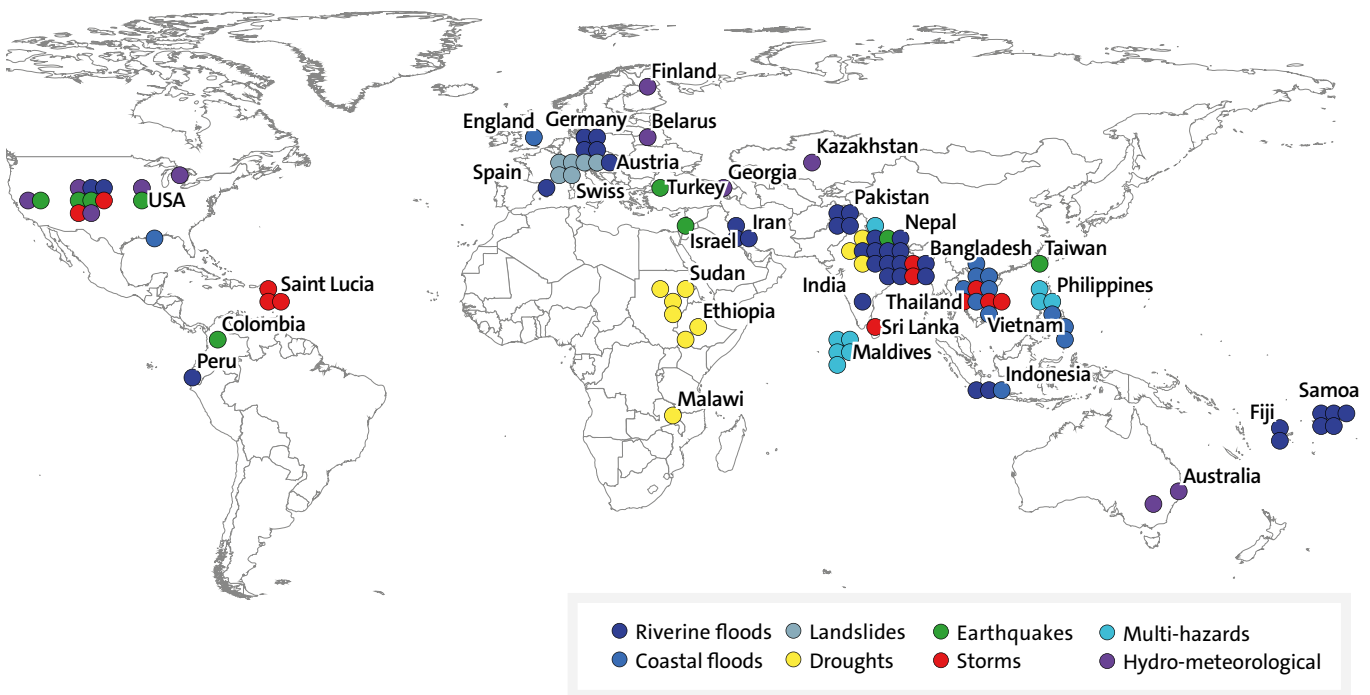 Finland
England
Germany
Belarus
Kazakhstan
Austria
Spain
Swiss
Turkey
Georgia
USA
Pakistan
Iran
Nepal
Israel
Bangladesh
Taiwan
Sudan
India
Philippines
Saint Lucia
Ethiopia
Thailand
Colombia
Sri Lanka
Vietnam
Maldives
Peru
Indonesia
Malawi
Samoa
Fiji
Australia
Riverine floods
Landslides
Earthquakes
Multi-hazards
Coastal floods
Droughts
Storms
Hydro-meteorological